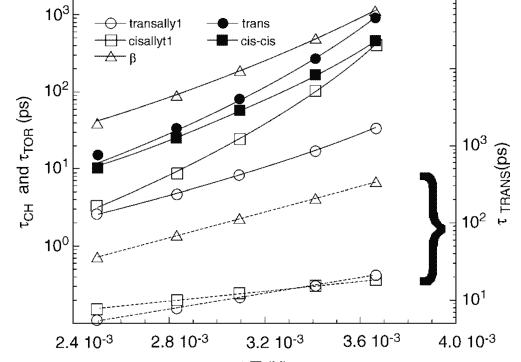 10³
transally1 trans
cisallyt1 cis-cis
β
10²
10¹
10⁰
τCH and τTOR (ps)
10³
10²
10¹
τ TRANS(ps)
2.4 10⁻³ 2.8 10⁻³ 3.2 10⁻³ 3.6 10⁻³ 4.0 10⁻³